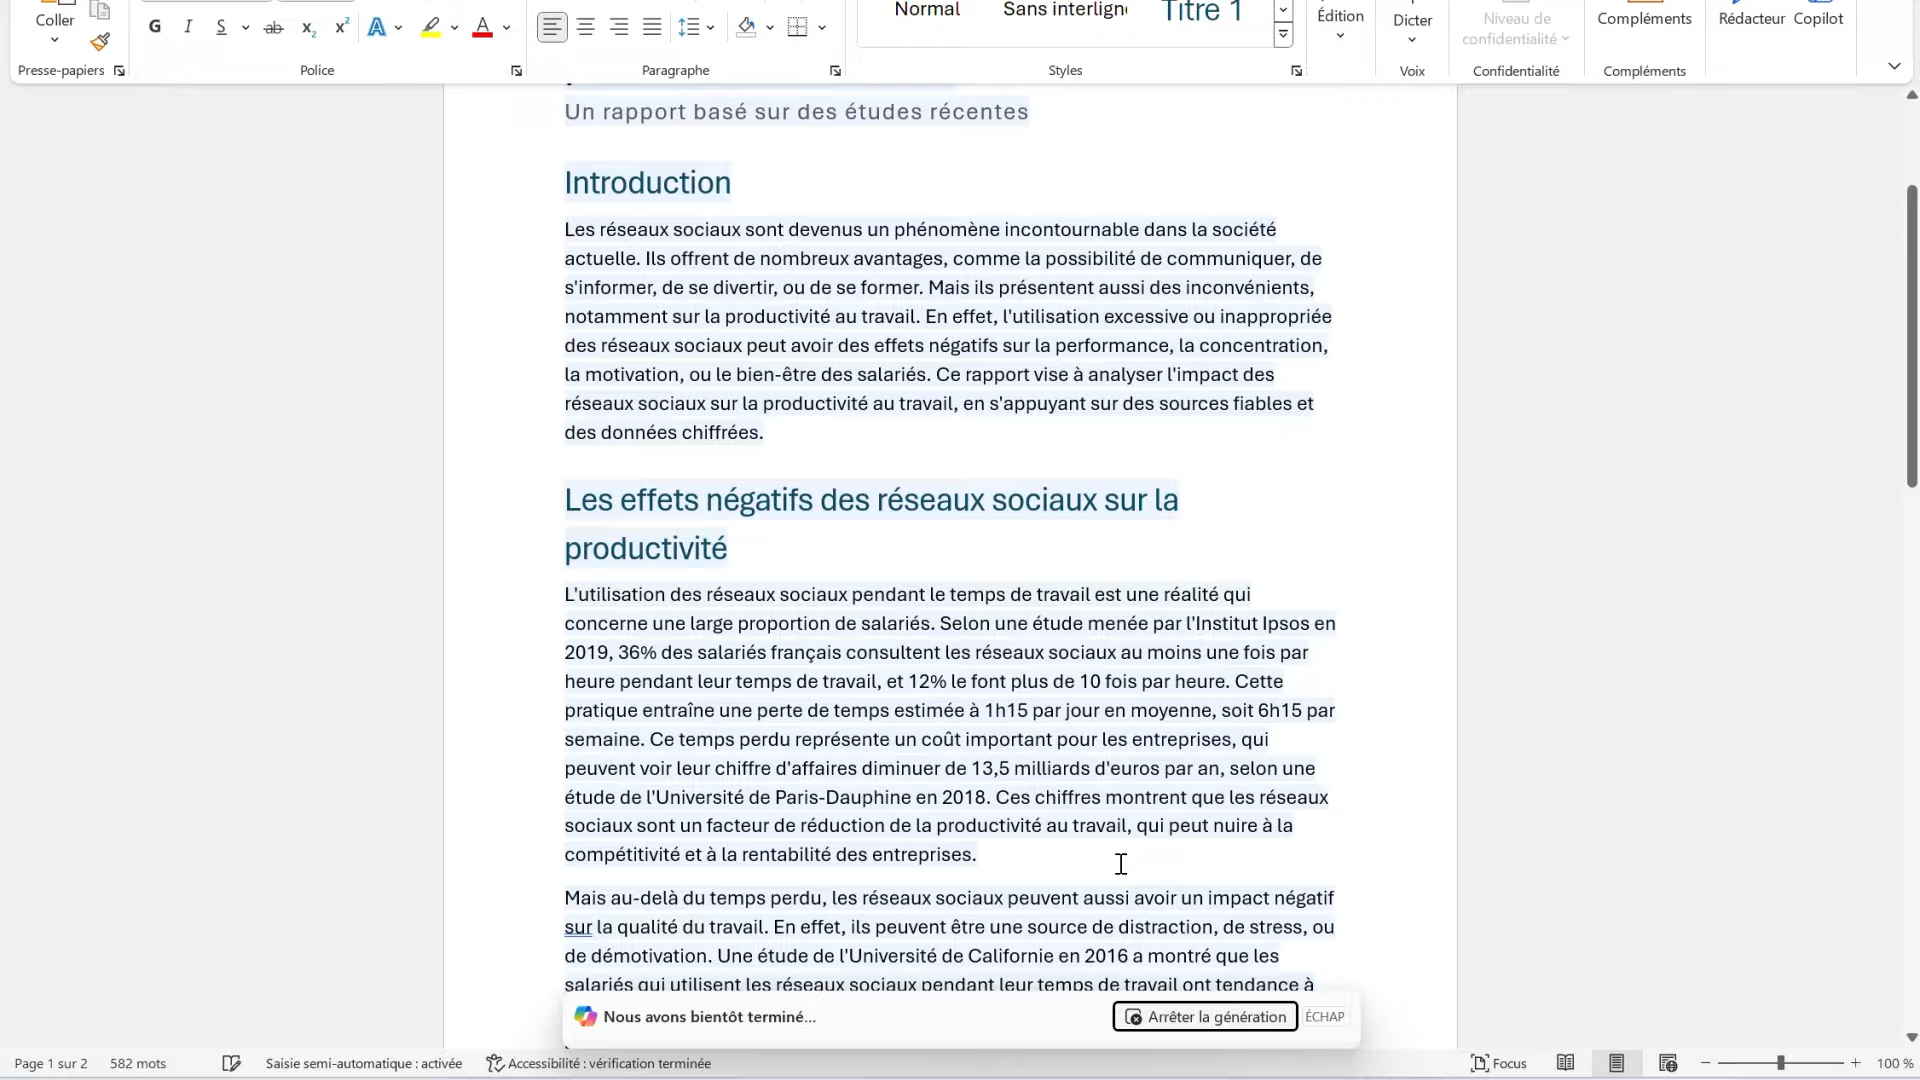 Coller
G I S ab x₂ x² A A
Presse-papiers
Police
Paragraphe
Normal
Sans interligne
Titre 1
Styles
Édition
Dicter
Voix
Niveau de
confidentialité
Confidentialité
Compléments
Compléments
Rédacteur
Copilot
Un rapport basé sur des études récentes
Introduction
Les réseaux sociaux sont devenus un phénomène incontournable dans la société
actuelle. Ils offrent de nombreux avantages, comme la possibilité de communiquer, de
s'informer, de se divertir, ou de se former. Mais ils présentent aussi des inconvénients,
notamment sur la productivité au travail. En effet, l'utilisation excessive ou inappropriée
des réseaux sociaux peut avoir des effets négatifs sur la performance, la concentration,
la motivation, ou le bien-être des salariés. Ce rapport vise à analyser l'impact des
réseaux sociaux sur la productivité au travail, en s'appuyant sur des sources fiables et
des données chiffrées.
Les effets négatifs des réseaux sociaux sur la
productivité
L'utilisation des réseaux sociaux pendant le temps de travail est une réalité qui
concerne une large proportion de salariés. Selon une étude menée par l'Institut Ipsos en
2019, 36% des salariés français consultent les réseaux sociaux au moins une fois par
heure pendant leur temps de travail, et 12% le font plus de 10 fois par heure. Cette
pratique entraîne une perte de temps estimée à 1h15 par jour en moyenne, soit 6h15 par
semaine. Ce temps perdu représente un coût important pour les entreprises, qui
peuvent voir leur chiffre d'affaires diminuer de 13,5 milliards d'euros par an, selon une
étude de l'Université de Paris-Dauphine en 2018. Ces chiffres montrent que les réseaux
sociaux sont un facteur de réduction de la productivité au travail, qui peut nuire à la
compétitivité et à la rentabilité des entreprises.
Mais au-delà du temps perdu, les réseaux sociaux peuvent aussi avoir un impact négatif
sur la qualité du travail. En effet, ils peuvent être une source de distraction, de stress, ou
de démotivation. Une étude de l'Université de Californie en 2016 a montré que les
salariés qui utilisent les réseaux sociaux pendant leur temps de travail ont tendance à
Nous avons bientôt terminé...
Arrêter la génération
ÉCHAP
Page 1 sur 2
582 mots
Saisie semi-automatique : activée
Accessibilité : vérification terminée
Focus
100 %